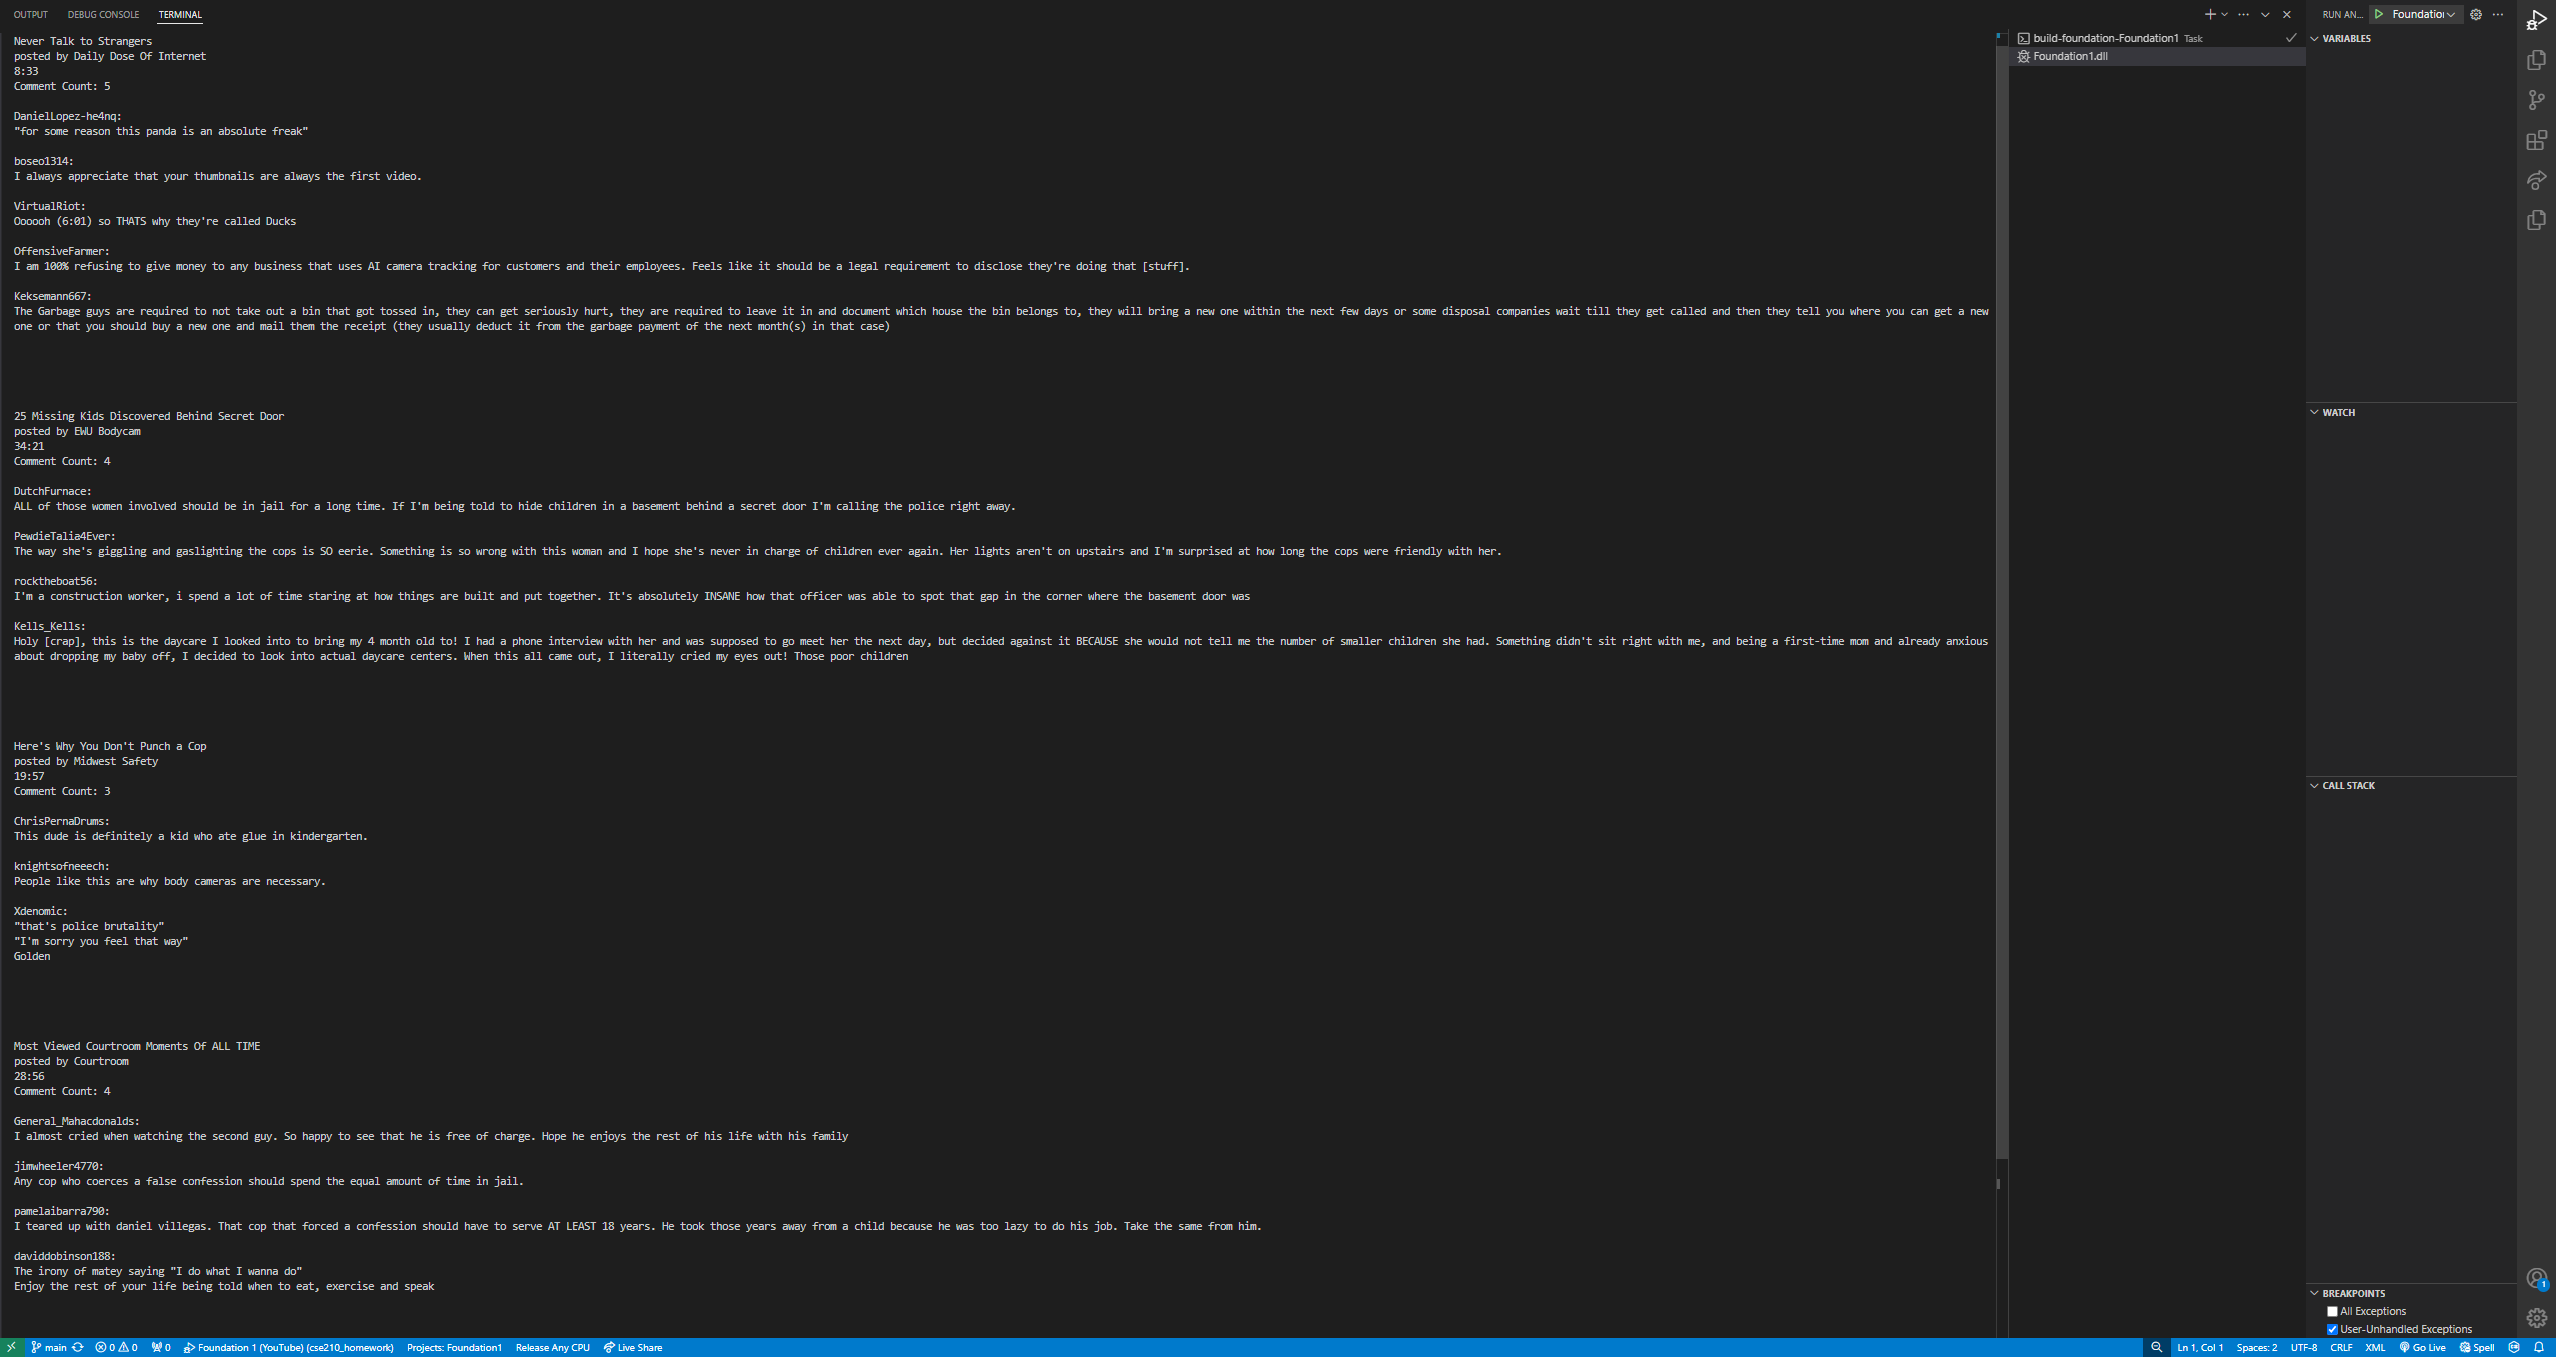 OUTPUT DEBUG CONSOLE TERMINAL
Never Talk to Strangers
posted by Daily Dose Of Internet
8:33
Comment Count: 5
DanielLopez-he4nq:
"for some reason this panda is an absolute freak"
boseo1314:
I always appreciate that your thumbnails are always the first video.
VirtualRiot:
Oooooh (6:01) so THATS why they're called Ducks
OffensiveFarmer:
I am 100% refusing to give money to any business that uses AI camera tracking for customers and their employees. Feels like it should be a legal requirement to disclose they're doing that [stuff].
Keksemann667:
The Garbage guys are required to not take out a bin that got tossed in, they can get seriously hurt, they are required to leave it in and document which house the bin belongs to, they will bring a new one within the next few days or some disposal companies wait till they get called and then they tell you where you can get a new
one or that you should buy a new one and mail them the receipt (they usually deduct it from the garbage payment of the next month(s) in that case)
25 Missing Kids Discovered Behind Secret Door
posted by EWU Bodycam
34:21
Comment Count: 4
DutchFurnace:
ALL of those women involved should be in jail for a long time. If I'm being told to hide children in a basement behind a secret door I'm calling the police right away.
PewdieTalia4Ever:
The way she's giggling and gaslighting the cops is SO eerie. Something is so wrong with this woman and I hope she's never in charge of children ever again. Her lights aren't on upstairs and I'm surprised at how long the cops were friendly with her.
rocktheboat56:
I'm a construction worker, i spend a lot of time staring at how things are built and put together. It's absolutely INSANE how that officer was able to spot that gap in the corner where the basement door was
Kells_Kells:
Holy [crap], this is the daycare I looked into to bring my 4 month old to! I had a phone interview with her and was supposed to go meet her the next day, but decided against it BECAUSE she would not tell me the number of smaller children she had. Something didn't sit right with me, and being a first-time mom and already anxious
about dropping my baby off, I decided to look into actual daycare centers. When this all came out, I literally cried my eyes out! Those poor children
Here's Why You Don't Punch a Cop
posted by Midwest Safety
19:57
Comment Count: 3
ChrisPernaDrums:
This dude is definitely a kid who ate glue in kindergarten.
knightsofneeech:
People like this are why body cameras are necessary.
Xdenomic:
"that's police brutality"
"I'm sorry you feel that way"
Golden
Most Viewed Courtroom Moments Of ALL TIME
posted by Courtroom
28:56
Comment Count: 4
General_Mahacdonalds:
I almost cried when watching the second guy. So happy to see that he is free of charge. Hope he enjoys the rest of his life with his family
jimwheeler4770:
Any cop who coerces a false confession should spend the equal amount of time in jail.
pamelaibarra790:
I teared up with daniel villegas. That cop that forced a confession should have to serve AT LEAST 18 years. He took those years away from a child because he was too lazy to do his job. Take the same from him.
daviddobinson188:
The irony of matey saying "I do what I wanna do"
Enjoy the rest of your life being told when to eat, exercise and speak
build-foundation-Foundation1 Task
Foundation1.dll
RUN AN... Foundation
VARIABLES
WATCH
CALL STACK
BREAKPOINTS
All Exceptions
User-Unhandled Exceptions
1
main 0 0 0 Foundation 1 (YouTube) (cse210_homework) Projects: Foundation1 Release Any CPU Live Share
Ln 1, Col 1 Spaces: 2 UTF-8 CRLF XML Go Live Spell